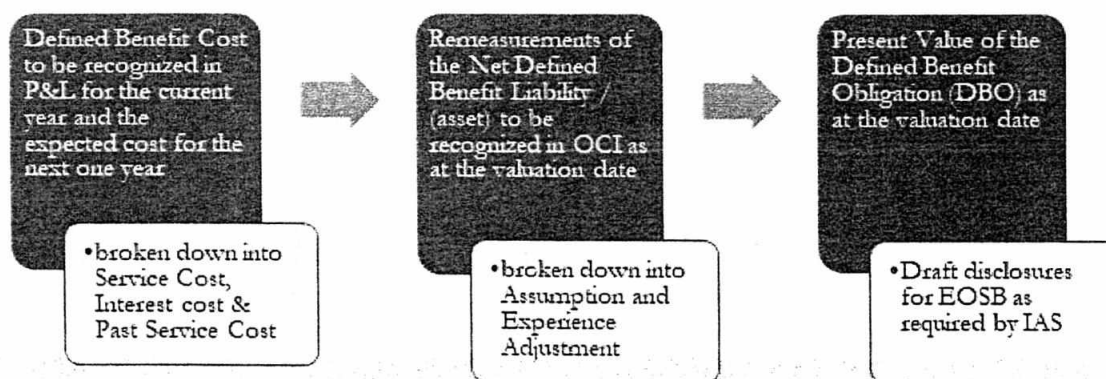 Defined Benefit Cost
to be recognized in
P&L for the current
year and the
expected cost for the
next one year
•broken down into
Service Cost,
Interest cost &
Past Service Cost
Remeasurements of
the Net Defined
Benefit Liability /
(asset) to be
recognized in OCI as
at the valuation date
•broken down into
Assumption and
Experience
Adjustment
Present Value of the
Defined Benefit
Obligation (DBO) as
at the valuation date
•Draft disclosures
for EOSB as
required by IAS